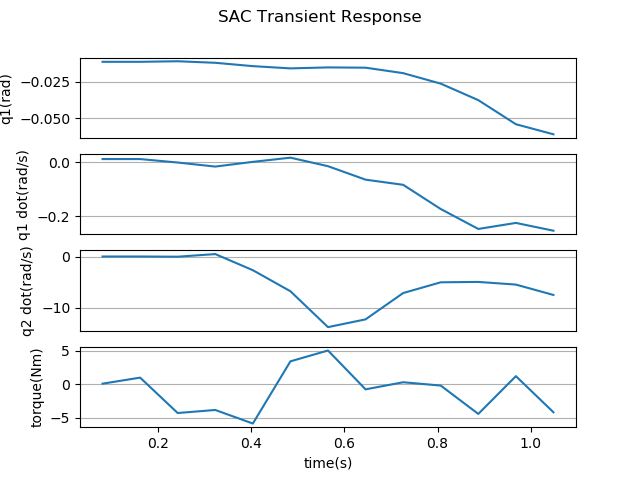 SAC Transient Response
q1(rad)
−0.025
−0.050
q1 dot(rad/s)
0.0
−0.2
q2 dot(rad/s)
0
−10
torque(Nm)
5
0
−5
0.2 0.4 0.6 0.8 1.0
time(s)